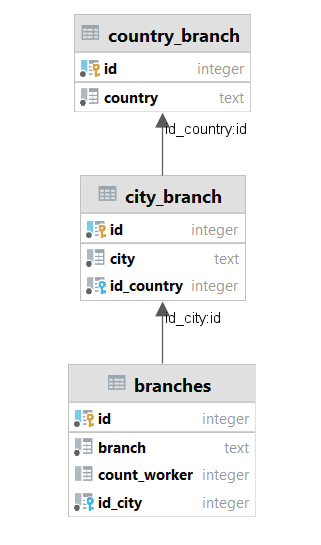 country_branch
id integer
country text
id_country:id
city_branch
id integer
city text
id_country integer
id_city:id
branches
id integer
branch text
count_worker integer
id_city integer